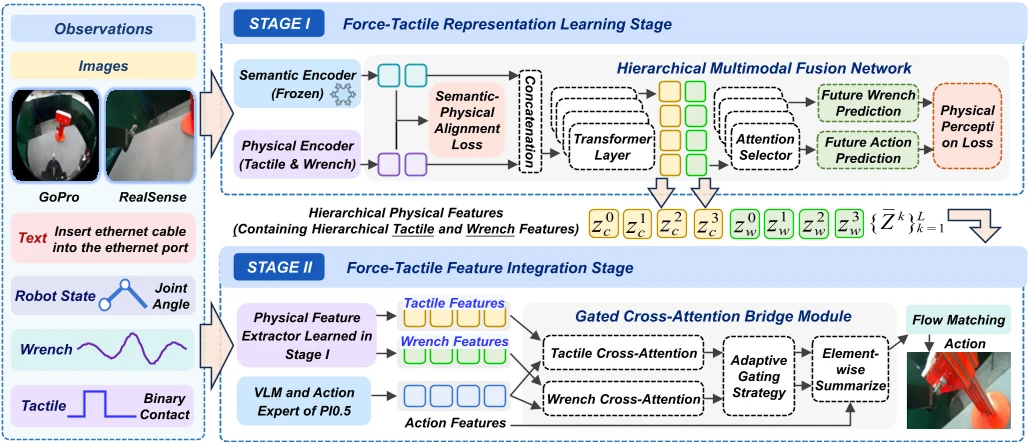 Observations
Images
GoPro
RealSense
Text
Insert ethernet cable
into the ethernet port
Robot State
Joint
Angle
Wrench
Tactile
Binary
Contact
STAGE I
Force-Tactile Representation Learning Stage
Semantic Encoder
(Frozen)
Physical Encoder
(Tactile & Wrench)
Semantic-
Physical
Alignment
Loss
Concatenation
Hierarchical Multimodal Fusion Network
Transformer
Layer
Attention
Selector
Future Wrench
Prediction
Future Action
Prediction
Physical
Percepti
on Loss
Hierarchical Physical Features
(Containing Hierarchical Tactile and Wrench Features)
z_c^0 z_c^1 z_c^2 z_c^3 z_w^0 z_w^1 z_w^2 z_w^3 {Z̅^k}_{k=1}^L
STAGE II
Force-Tactile Feature Integration Stage
Physical Feature
Extractor Learned in
Stage I
VLM and Action
Expert of PI0.5
Tactile Features
Wrench Features
Action Features
Gated Cross-Attention Bridge Module
Tactile Cross-Attention
Wrench Cross-Attention
Adaptive
Gating
Strategy
Element-
wise
Summarize
Flow Matching
Action